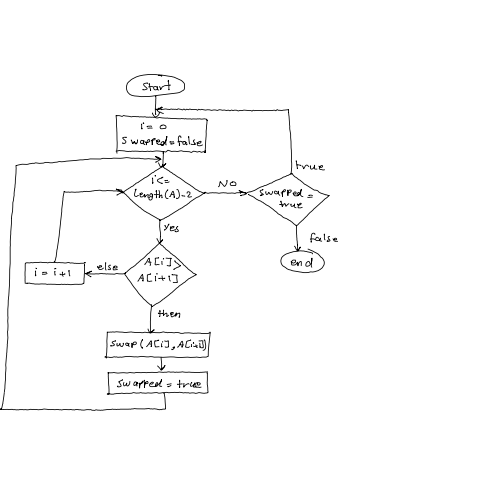 Start
i = 0
Swapped=false
i<=
Length(A)-2
NO
Swapped=
true
true
false
end
Yes
A[i]>
A[i+1]
else
i = i+1
then
swap(A[i], A[i+1])
Swapped = true